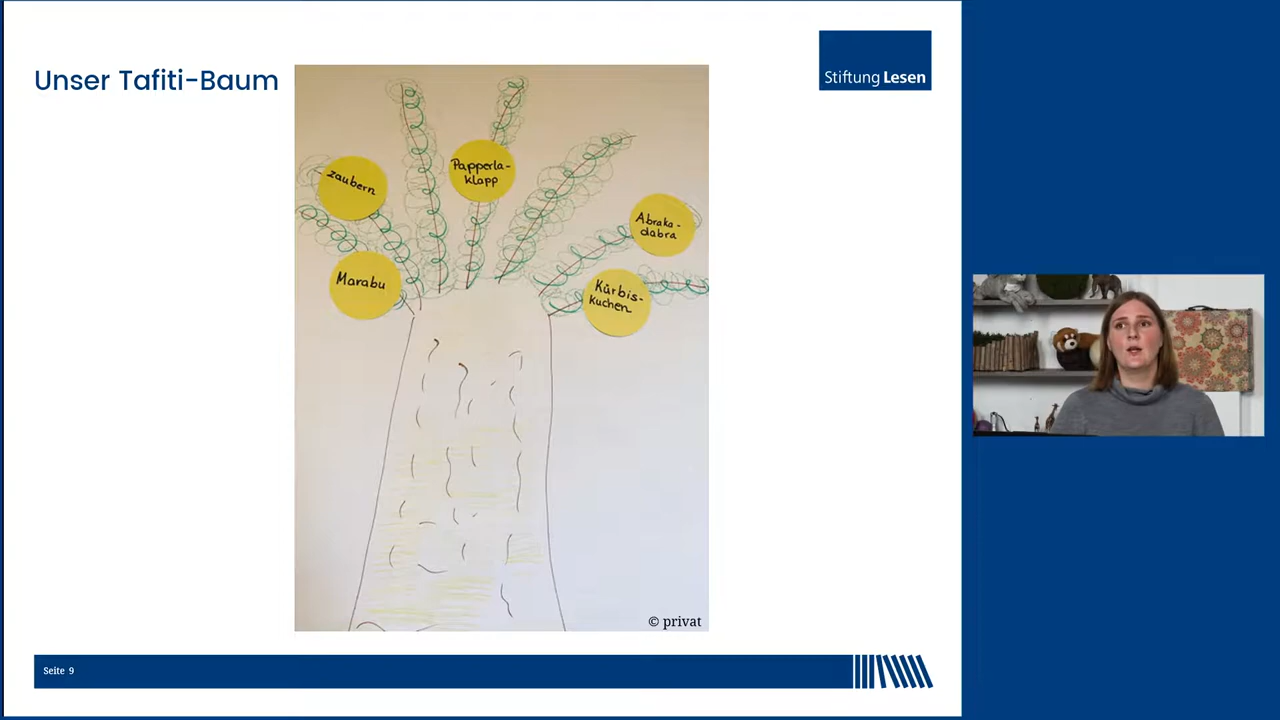 Unser Tafiti-Baum
Stiftung Lesen
zaubern
Papperla-
klapp
Abraka-
dabra
Marabu
Kürbis-
kuchen
© privat
Seite 9